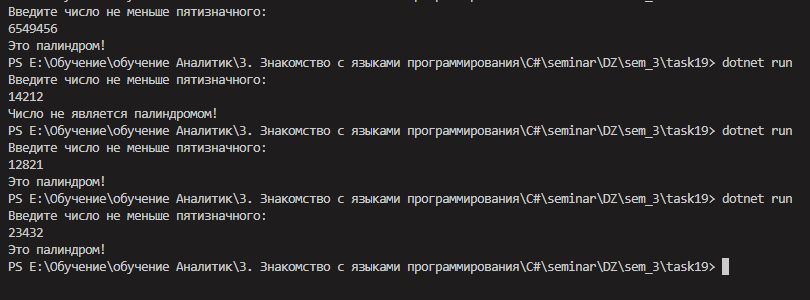 Введите число не меньше пятизначного:
6549456
Это палиндром!
PS E:\Обучение\обучение Аналитик\3. Знакомство с языками программирования\C#\seminar\DZ\sem_3\task19> dotnet run
Введите число не меньше пятизначного:
14212
Число не является палиндромом!
PS E:\Обучение\обучение Аналитик\3. Знакомство с языками программирования\C#\seminar\DZ\sem_3\task19> dotnet run
Введите число не меньше пятизначного:
12821
Это палиндром!
PS E:\Обучение\обучение Аналитик\3. Знакомство с языками программирования\C#\seminar\DZ\sem_3\task19> dotnet run
Введите число не меньше пятизначного:
23432
Это палиндром!
PS E:\Обучение\обучение Аналитик\3. Знакомство с языками программирования\C#\seminar\DZ\sem_3\task19>